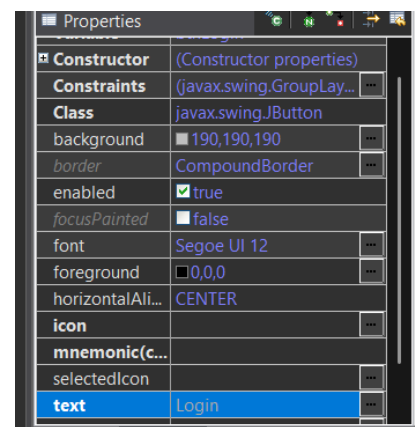 Properties
Constructor (Constructor properties)
Constraints (javax.swing.GroupLay... ...
Class javax.swing.JButton
background 190,190,190 ...
border CompoundBorder ...
enabled true
focusPainted false
font Segoe UI 12 ...
foreground 0,0,0 ...
horizontalAli... CENTER
icon ...
mnemonic(c...
selectedIcon ...
text Login ...